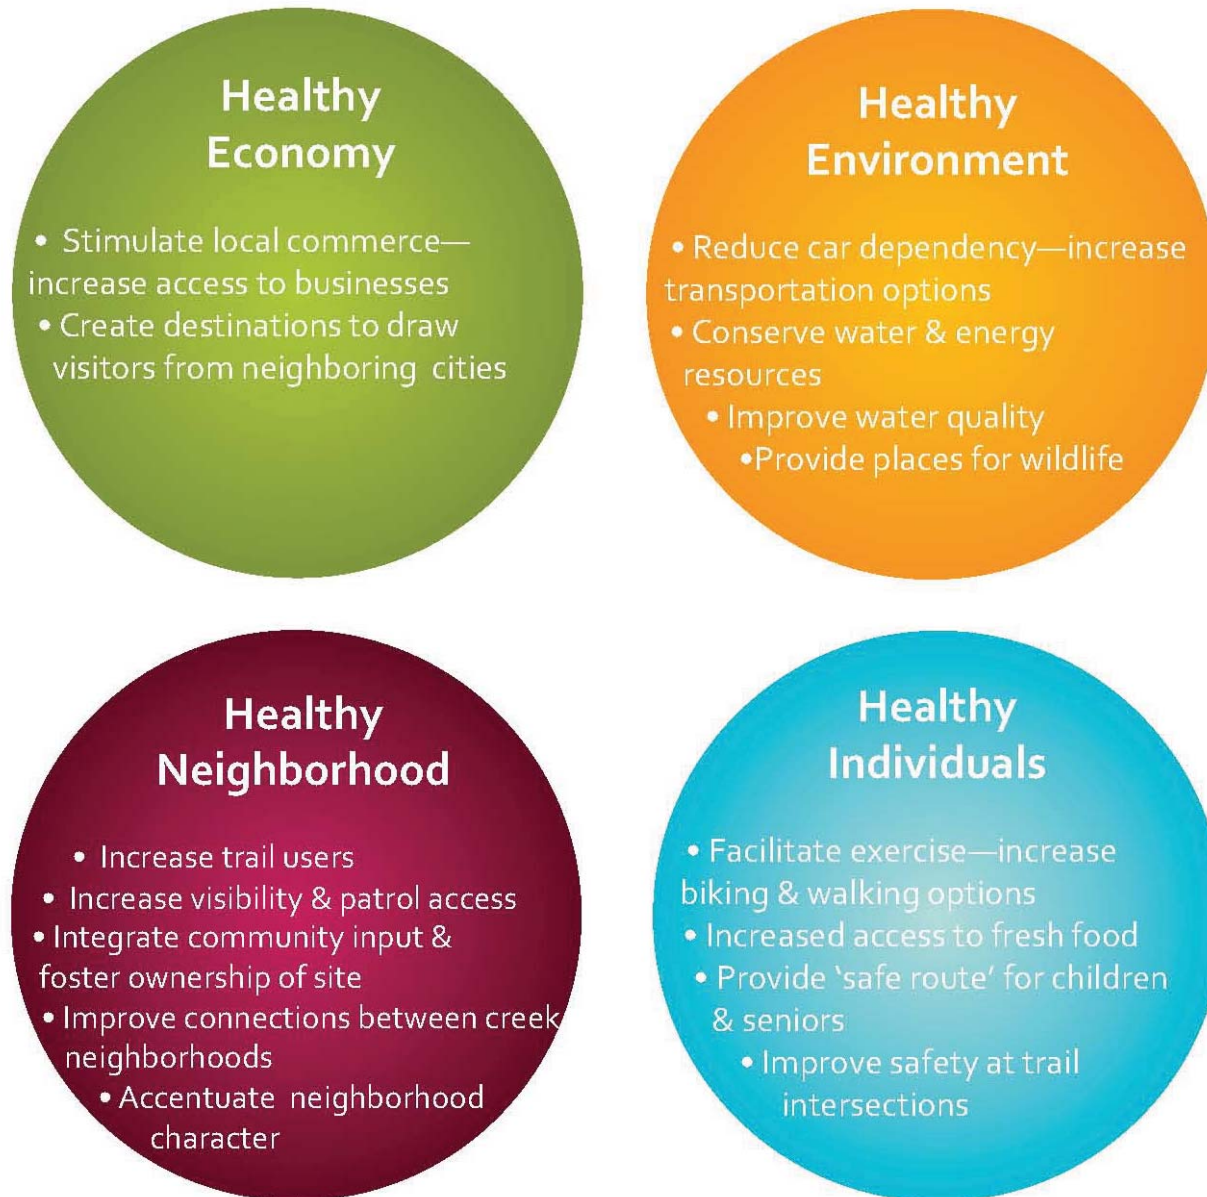 Healthy
Economy
• Stimulate local commerce—
increase access to businesses
• Create destinations to draw
visitors from neighboring cities
Healthy
Environment
• Reduce car dependency—increase
transportation options
• Conserve water & energy
resources
• Improve water quality
•Provide places for wildlife
Healthy
Neighborhood
• Increase trail users
• Increase visibility & patrol access
• Integrate community input &
foster ownership of site
• Improve connections between creek
neighborhoods
• Accentuate neighborhood
character
Healthy
Individuals
• Facilitate exercise—increase
biking & walking options
• Increased access to fresh food
• Provide ‘safe route’ for children
& seniors
• Improve safety at trail
intersections